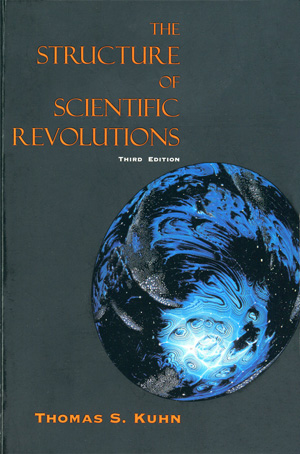 THE
STRUCTURE
OF
SCIENTIFIC
REVOLUTIONS
THIRD EDITION
THOMAS S. KUHN